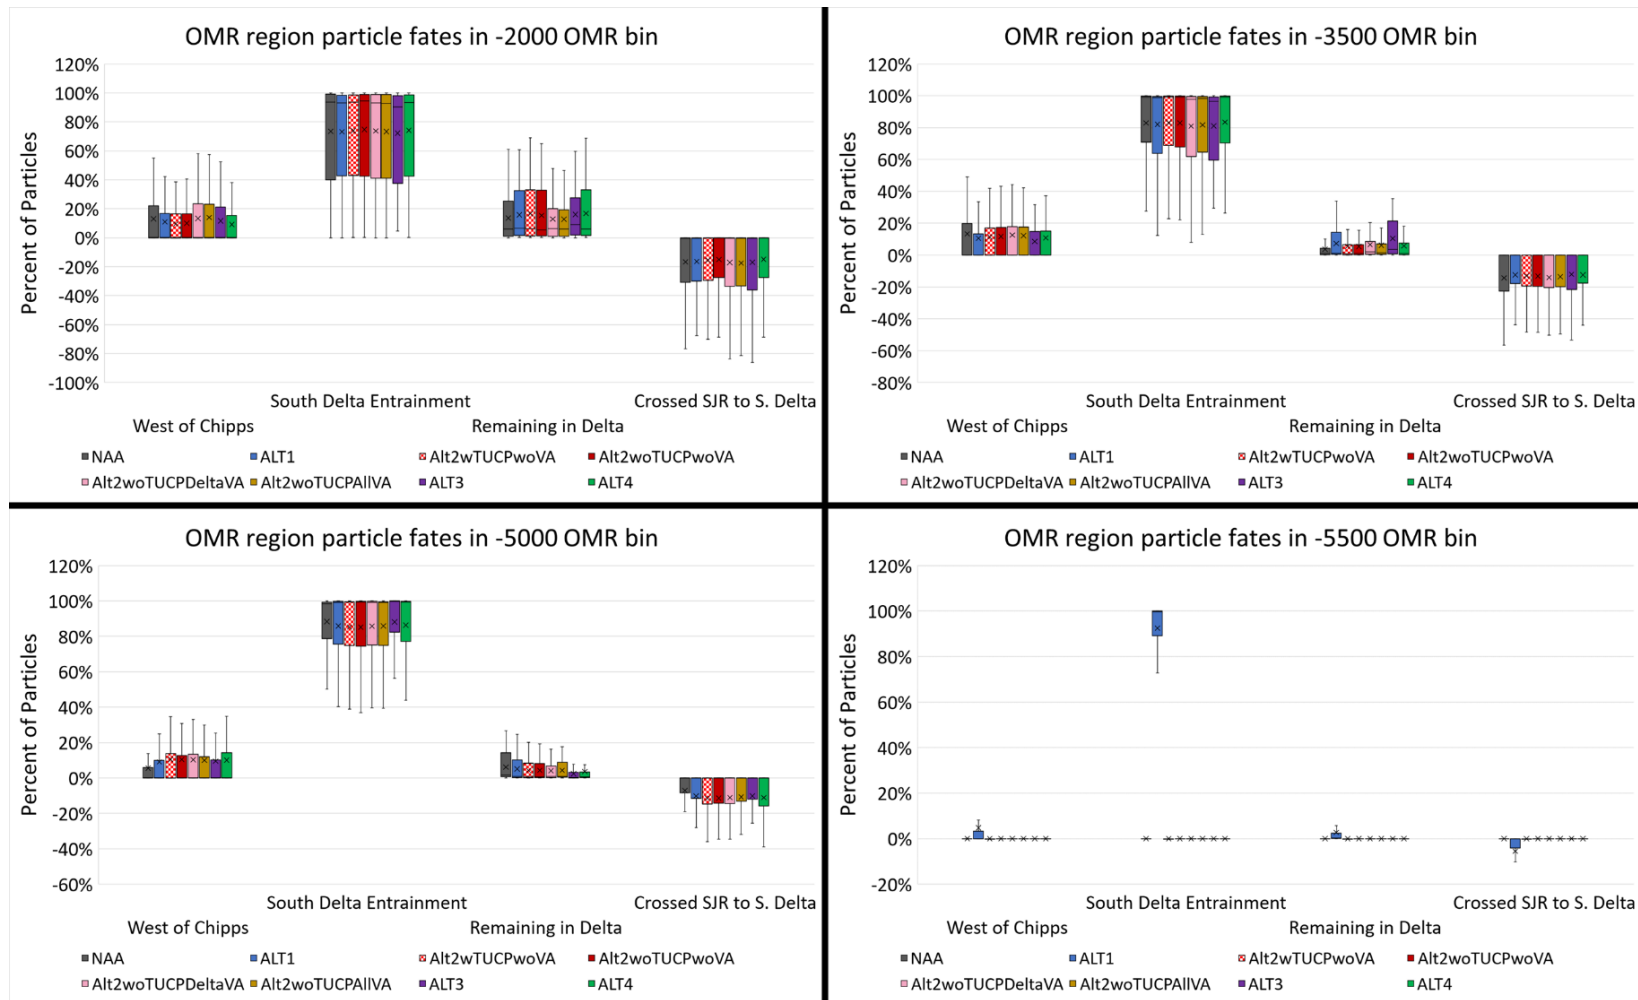 OMR region particle fates in -2000 OMR bin
120%
100%
80%
60%
40%
20%
0%
-20%
-40%
-60%
-80%
-100%
Percent of Particles
South Delta Entrainment Crossed SJR to S. Delta
West of Chipps Remaining in Delta
NAA ALT1 Alt2wTUCPwoVA Alt2woTUCPwoVA
Alt2woTUCPDeltaVA Alt2woTUCPAllVA ALT3 ALT4
OMR region particle fates in -3500 OMR bin
120%
100%
80%
60%
40%
20%
0%
-20%
-40%
-60%
-80%
Percent of Particles
South Delta Entrainment Crossed SJR to S. Delta
West of Chipps Remaining in Delta
NAA ALT1 Alt2wTUCPwoVA Alt2woTUCPwoVA
Alt2woTUCPDeltaVA Alt2woTUCPAllVA ALT3 ALT4
OMR region particle fates in -5000 OMR bin
120%
100%
80%
60%
40%
20%
0%
-20%
-40%
-60%
Percent of Particles
South Delta Entrainment Crossed SJR to S. Delta
West of Chipps Remaining in Delta
NAA ALT1 Alt2wTUCPwoVA Alt2woTUCPwoVA
Alt2woTUCPDeltaVA Alt2woTUCPAllVA ALT3 ALT4
OMR region particle fates in -5500 OMR bin
120%
100%
80%
60%
40%
20%
0%
-20%
Percent of Particles
South Delta Entrainment Crossed SJR to S. Delta
West of Chipps Remaining in Delta
NAA ALT1 Alt2wTUCPwoVA Alt2woTUCPwoVA
Alt2woTUCPDeltaVA Alt2woTUCPAllVA ALT3 ALT4